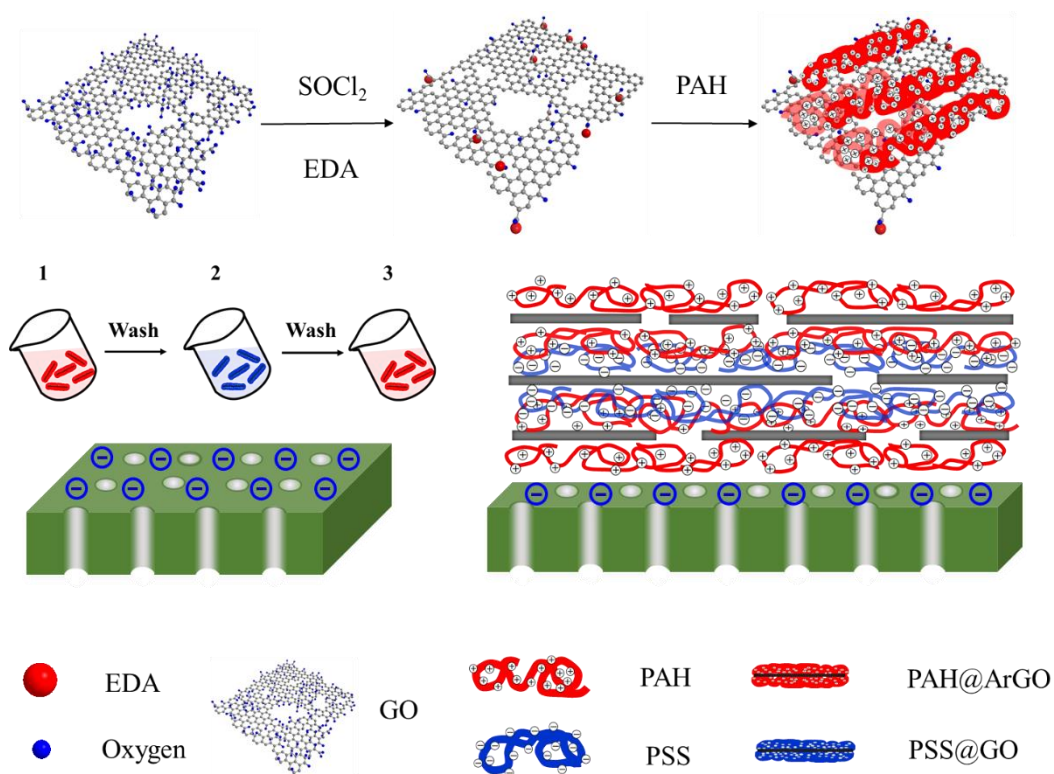 SOCl₂
EDA
PAH
1
2
3
Wash
Wash
EDA
GO
PAH
PAH@ArGO
Oxygen
PSS
PSS@GO